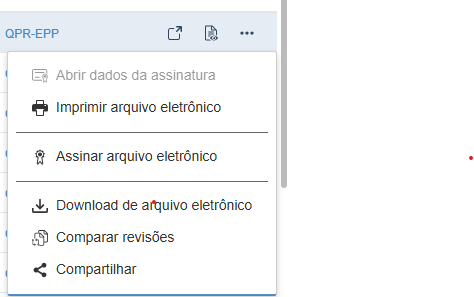 QPR-EPP
Abrir dados da assinatura
Imprimir arquivo eletrônico
Assinar arquivo eletrônico
Download de arquivo eletrônico
Comparar revisões
Compartilhar